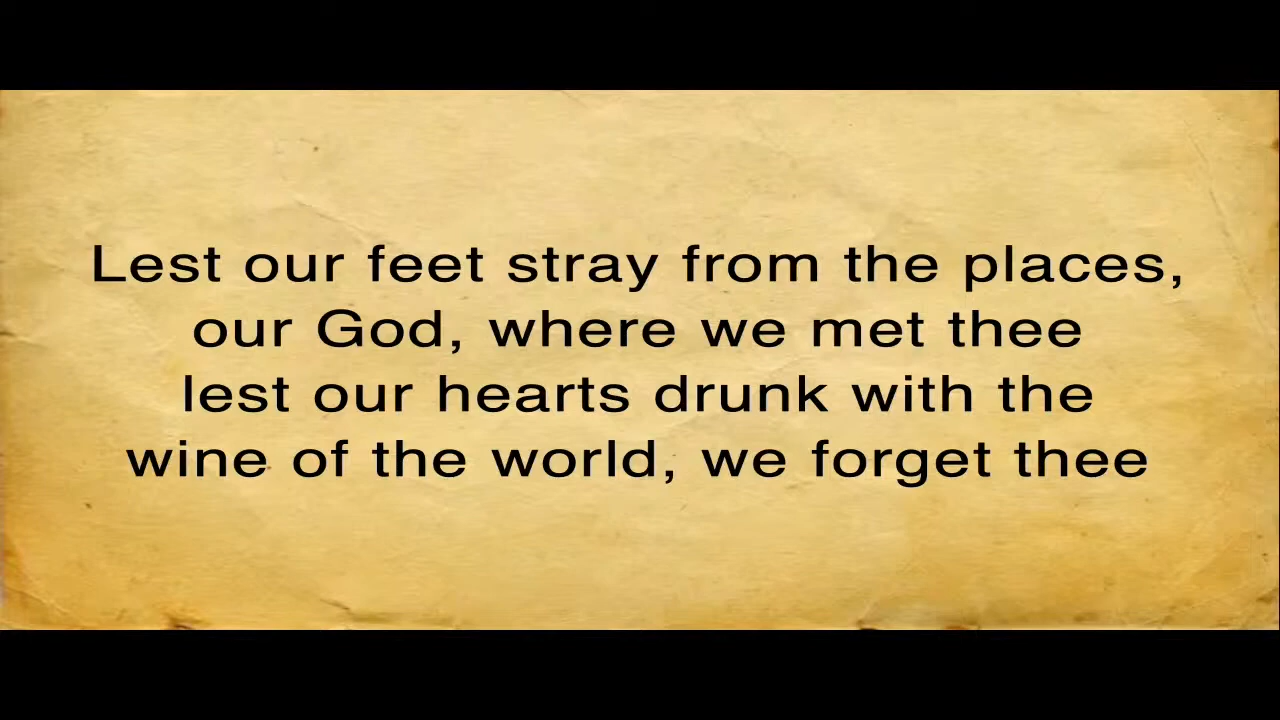 Lest our feet stray from the places,
our God, where we met thee
lest our hearts drunk with the
wine of the world, we forget thee